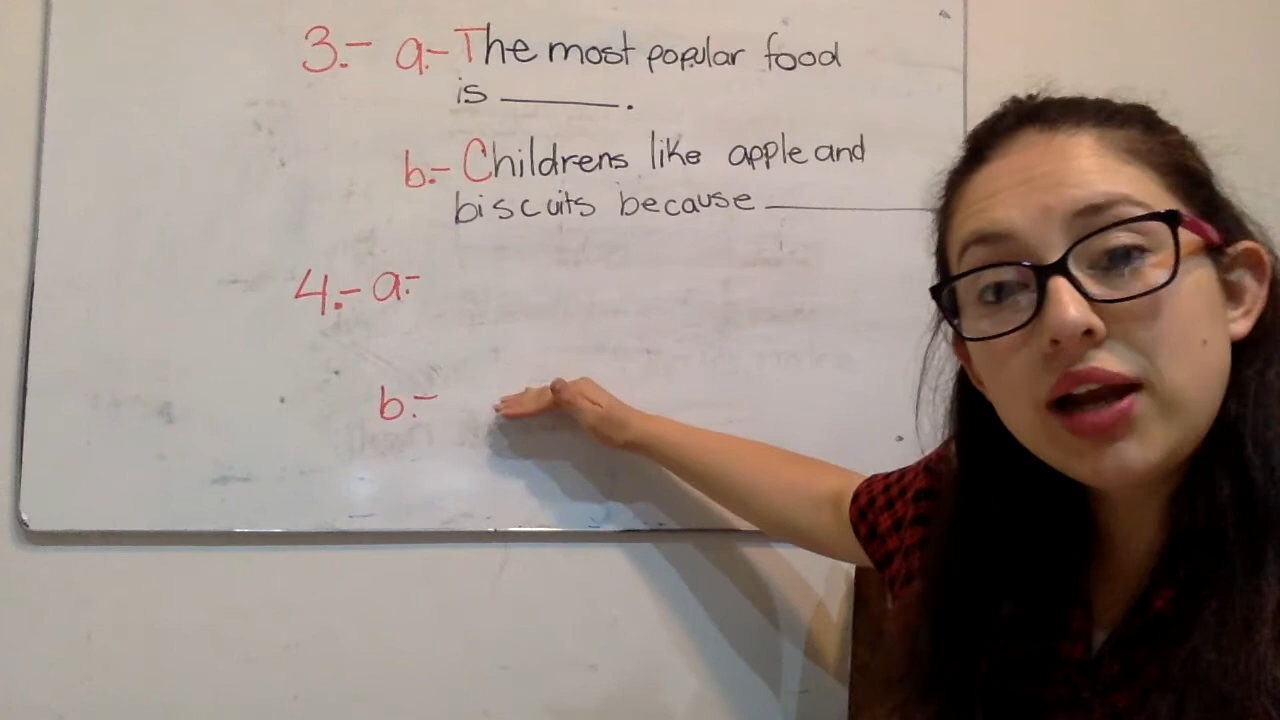 3.- a.- The most popular food
is ______.
b.- Childrens like apple and
biscuits because ______
4.- a.-
b.-